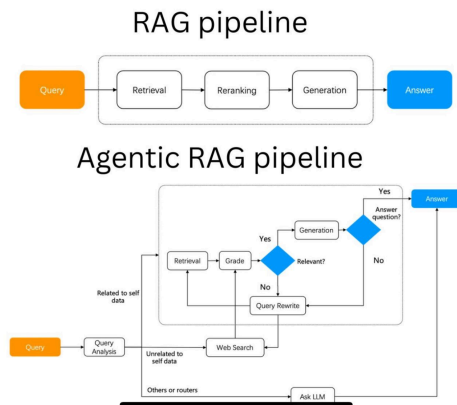 RAG pipeline
Query
Retrieval
Reranking
Generation
Answer
Agentic RAG pipeline
Yes
Answer
Answer
question?
Generation
Yes
Retrieval
Grade
Relevant?
No
No
Query Rewrite
Related to self
data
Query
Query
Analysis
Unrelated to
self data
Web Search
Others or routers
Ask LLM